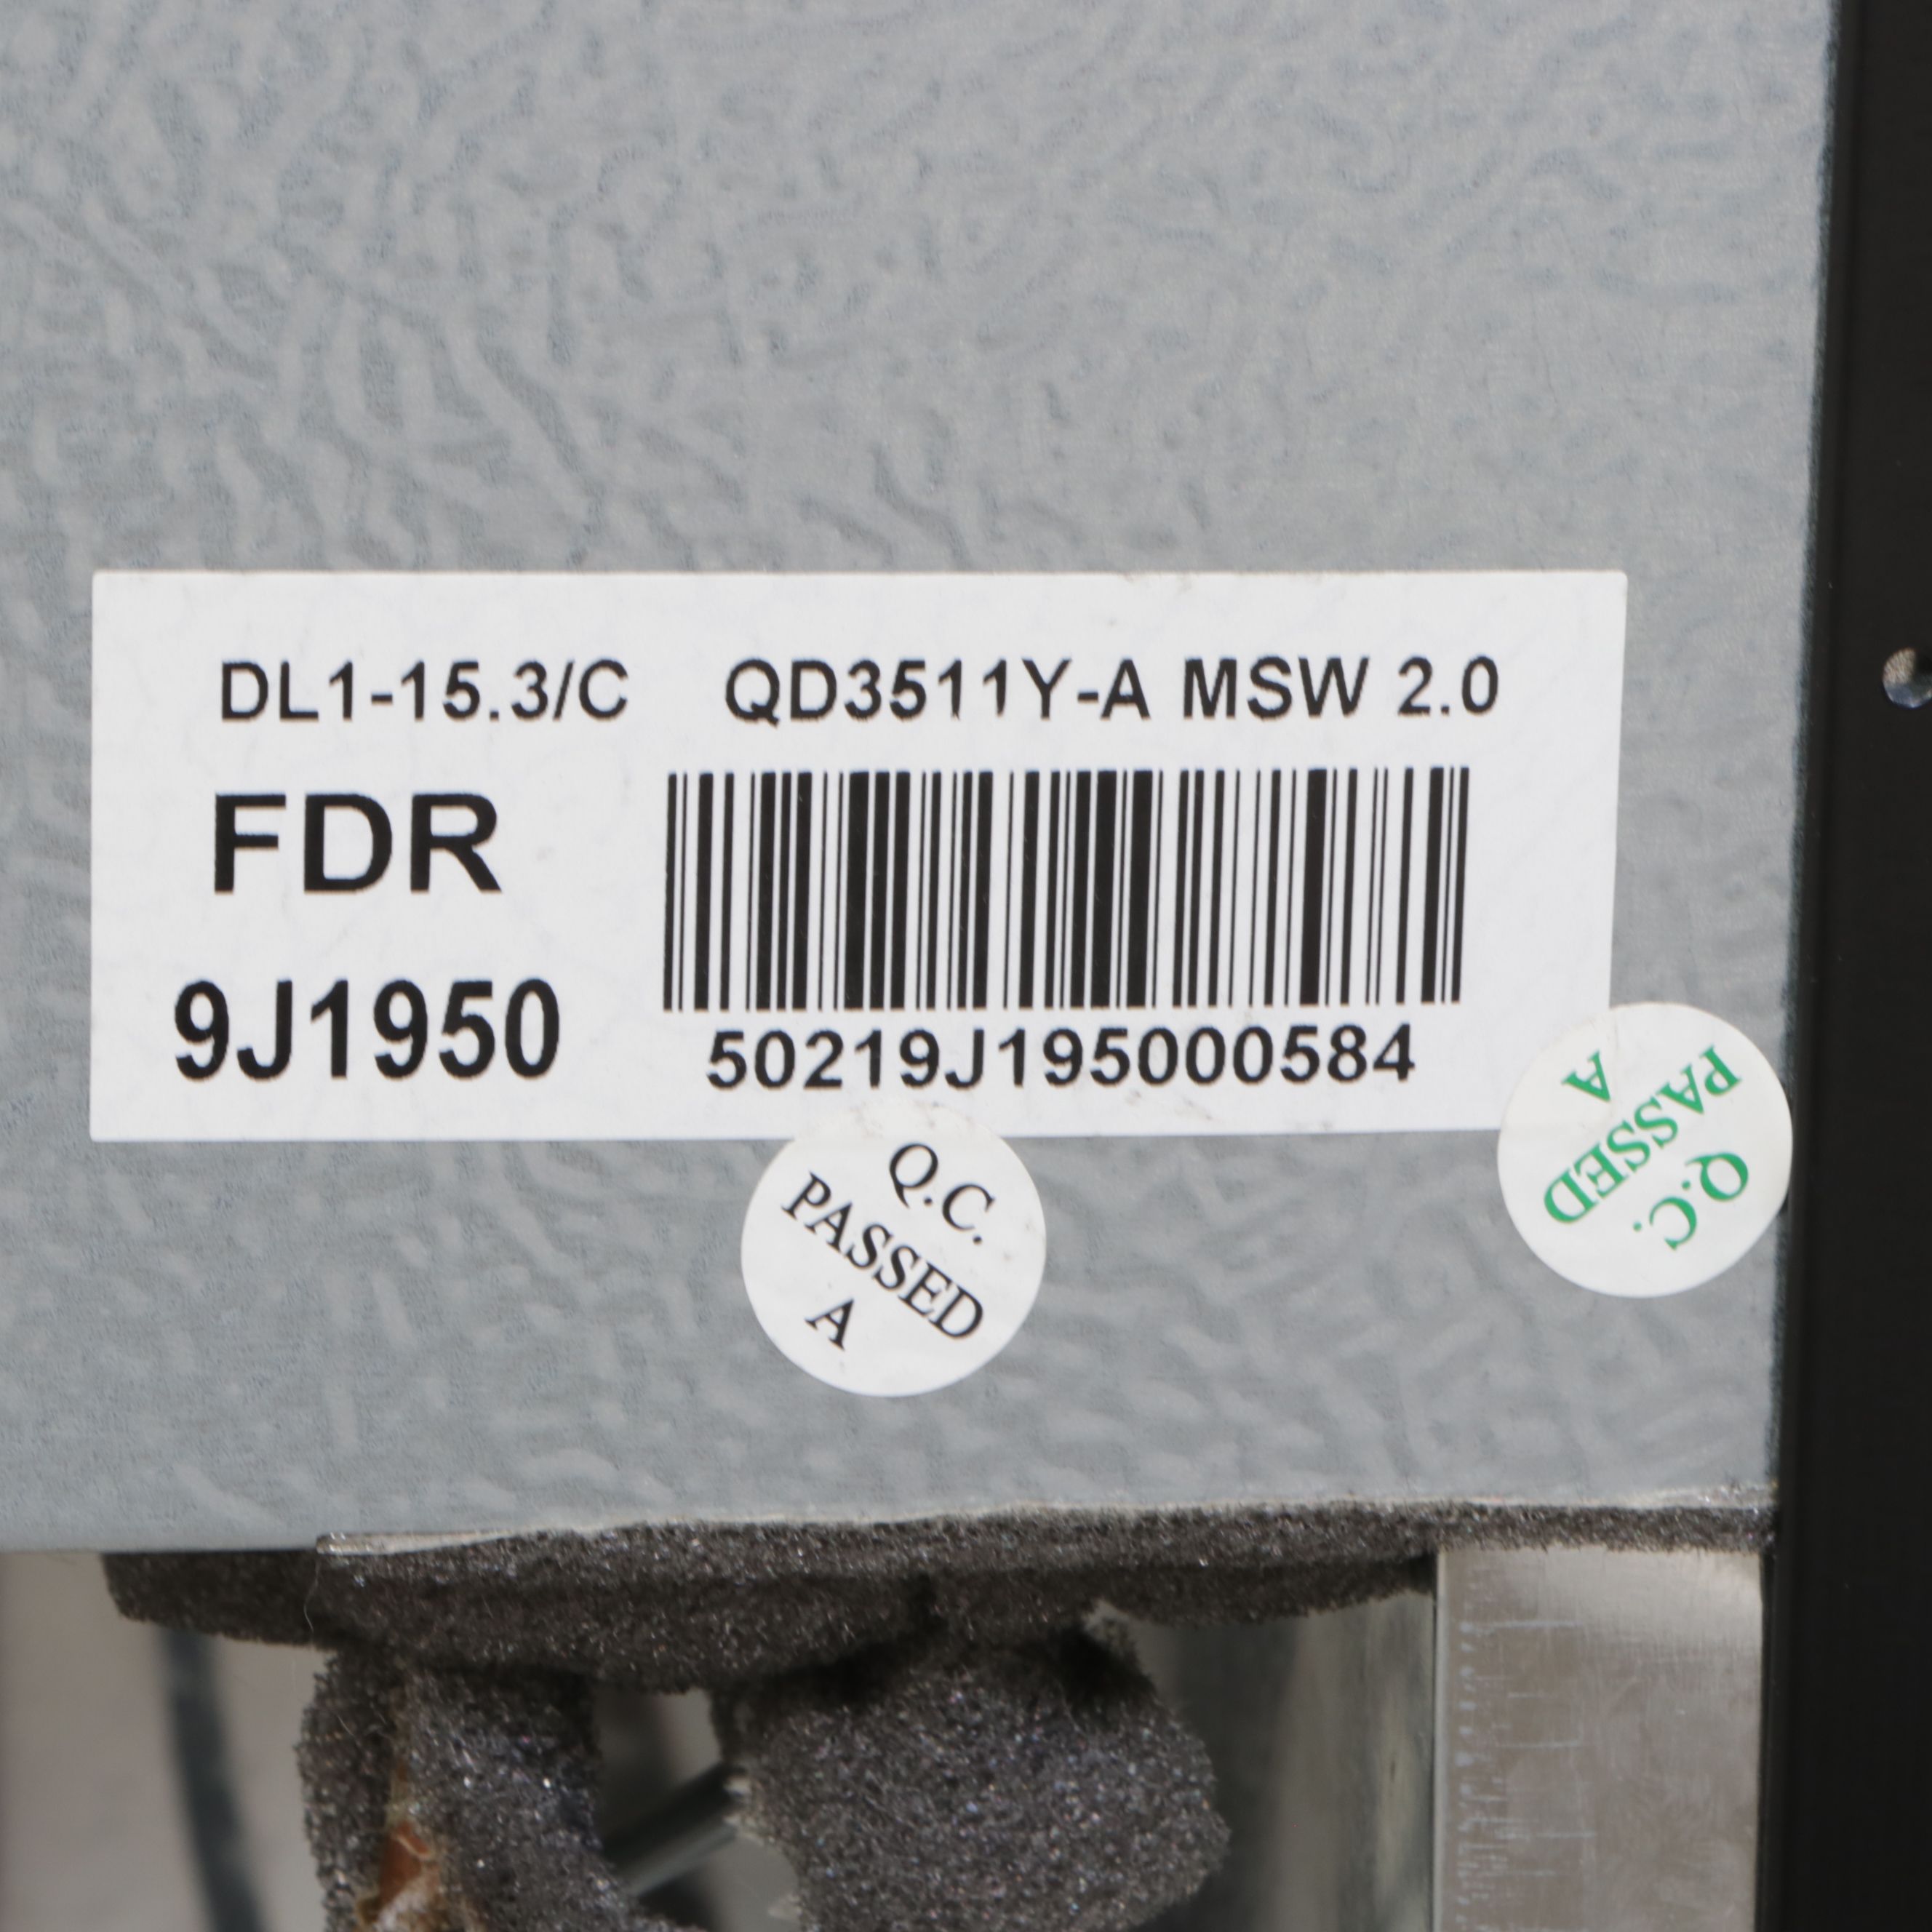 DL1-15.3/C QD3511Y-A MSW 2.0
FDR
9J1950
50219J195000584
Q.C.
PASSED
A
Q.C.
PASSED
A